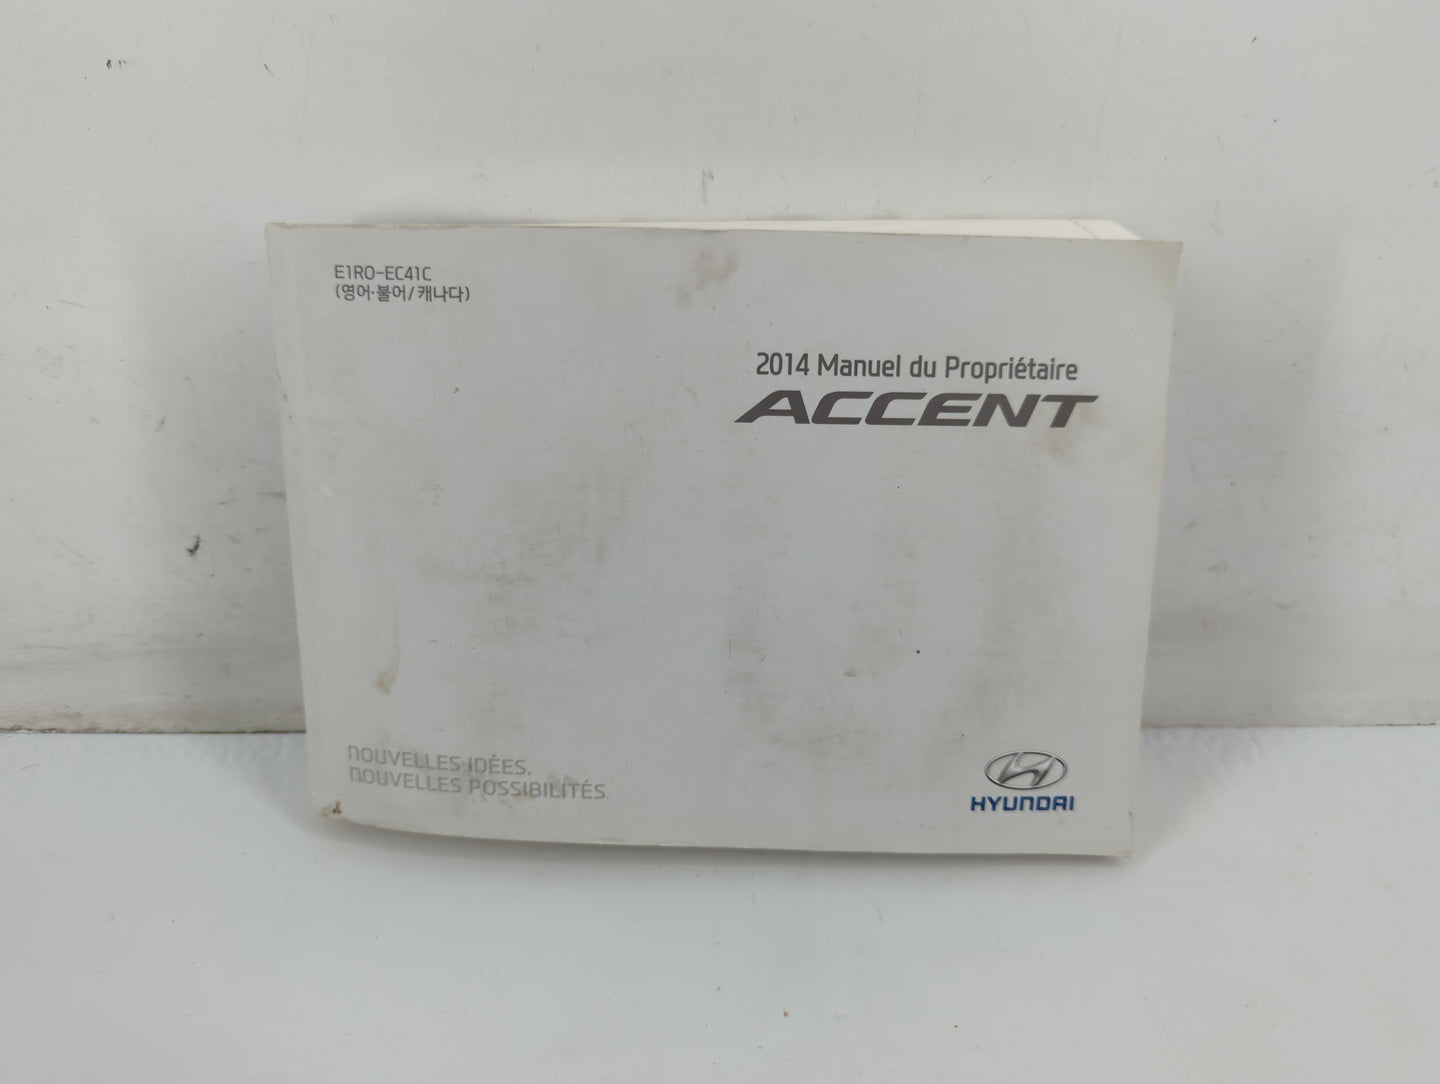 E1RO-EC41C
(영어·불어/캐나다)
2014 Manuel du Propriétaire
ACCENT
NOUVELLES IDÉES.
NOUVELLES POSSIBILITÉS.
HYUNDAI